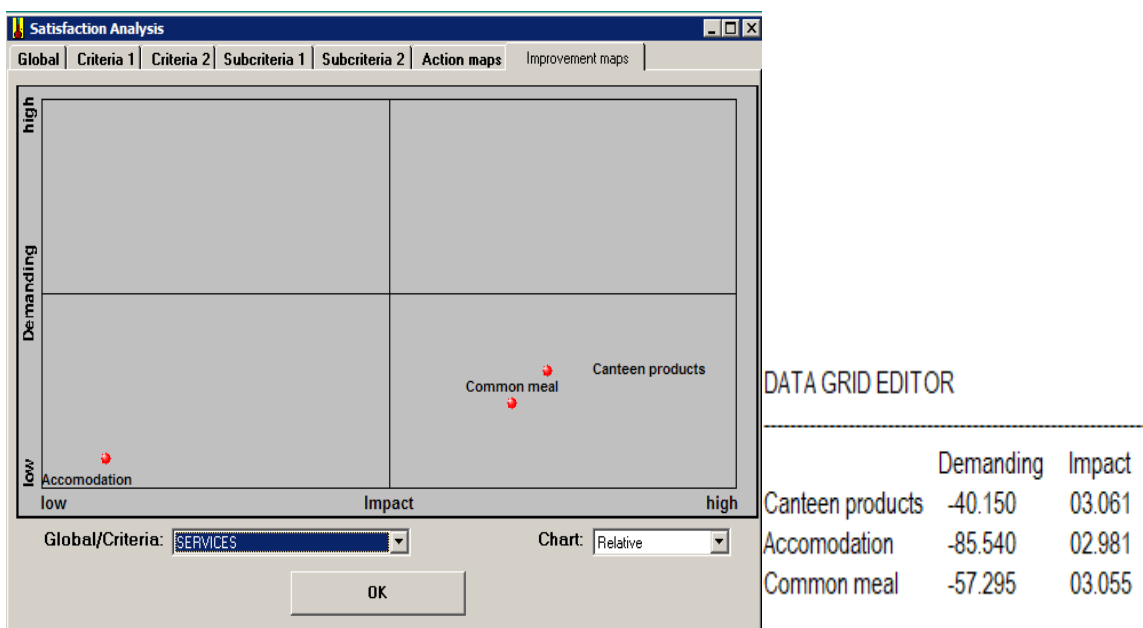 Satisfaction Analysis
Global Criteria 1 Criteria 2 Subcriteria 1 Subcriteria 2 Action maps Improvement maps
high
Demanding
low
Canteen products
Common meal
Accomodation
low Impact high
Global/Criteria: SERVICES Chart: Relative
OK
DATA GRID EDITOR
Demanding Impact
Canteen products -40.150 03.061
Accomodation -85.540 02.981
Common meal -57.295 03.055